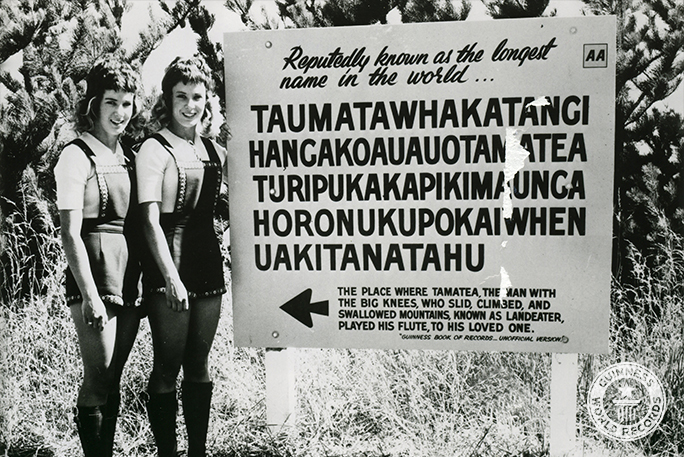 Reputedly known as the longest
name in the world ...
AA
TAUMATAWHAKATANGI
HANGAKOAUAUOTAMATEA
TURIPUKAKAPIKIMAUNGA
HORONUKUPOKAIWHEN
UAKITANATAHU
THE PLACE WHERE TAMATEA, THE MAN WITH
THE BIG KNEES, WHO SLID, CLIMBED, AND
SWALLOWED MOUNTAINS, KNOWN AS LANDEATER,
PLAYED HIS FLUTE, TO HIS LOVED ONE.
"GUINNESS BOOK OF RECORDS... UNOFFICIAL VERSION"
GUINNESS
WORLD RECORDS